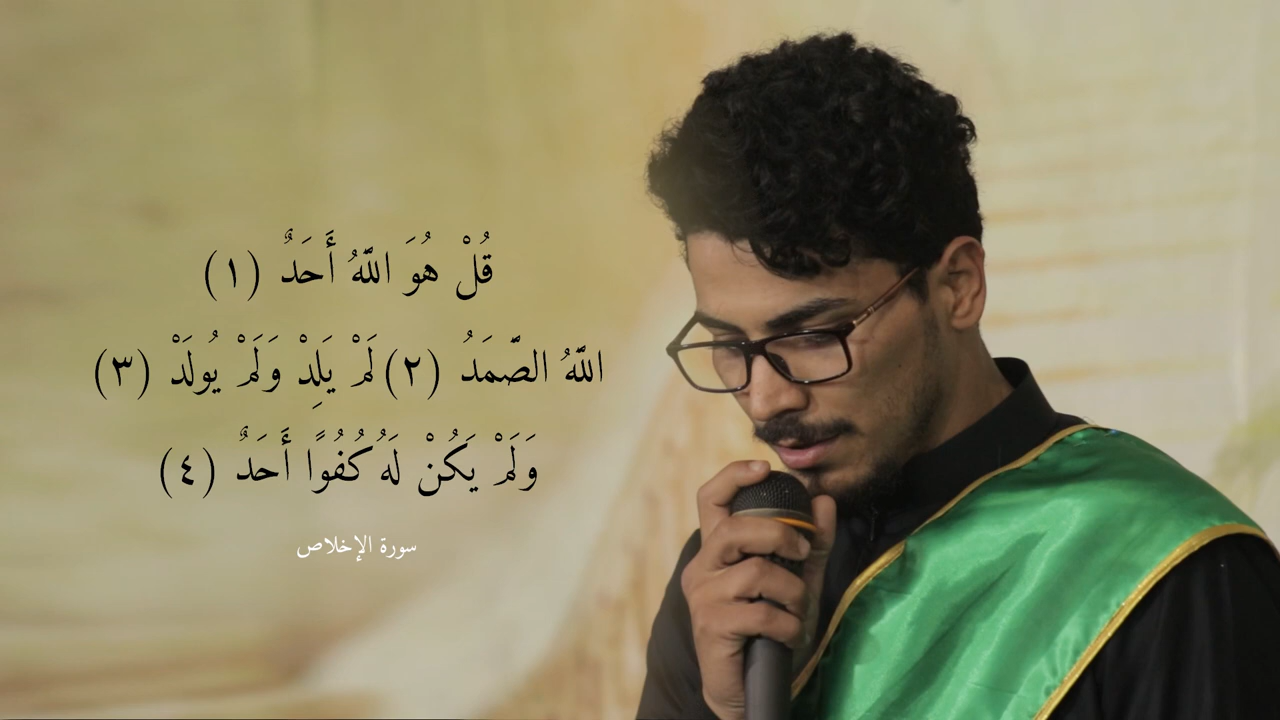 قُلْ هُوَ اللَّهُ أَحَدٌ (١)
اللَّهُ الصَّمَدُ (٢) لَمْ يَلِدْ وَلَمْ يُولَدْ (٣)
وَلَمْ يَكُنْ لَهُ كُفُوًا أَحَدٌ (٤)
سورة الإخلاص